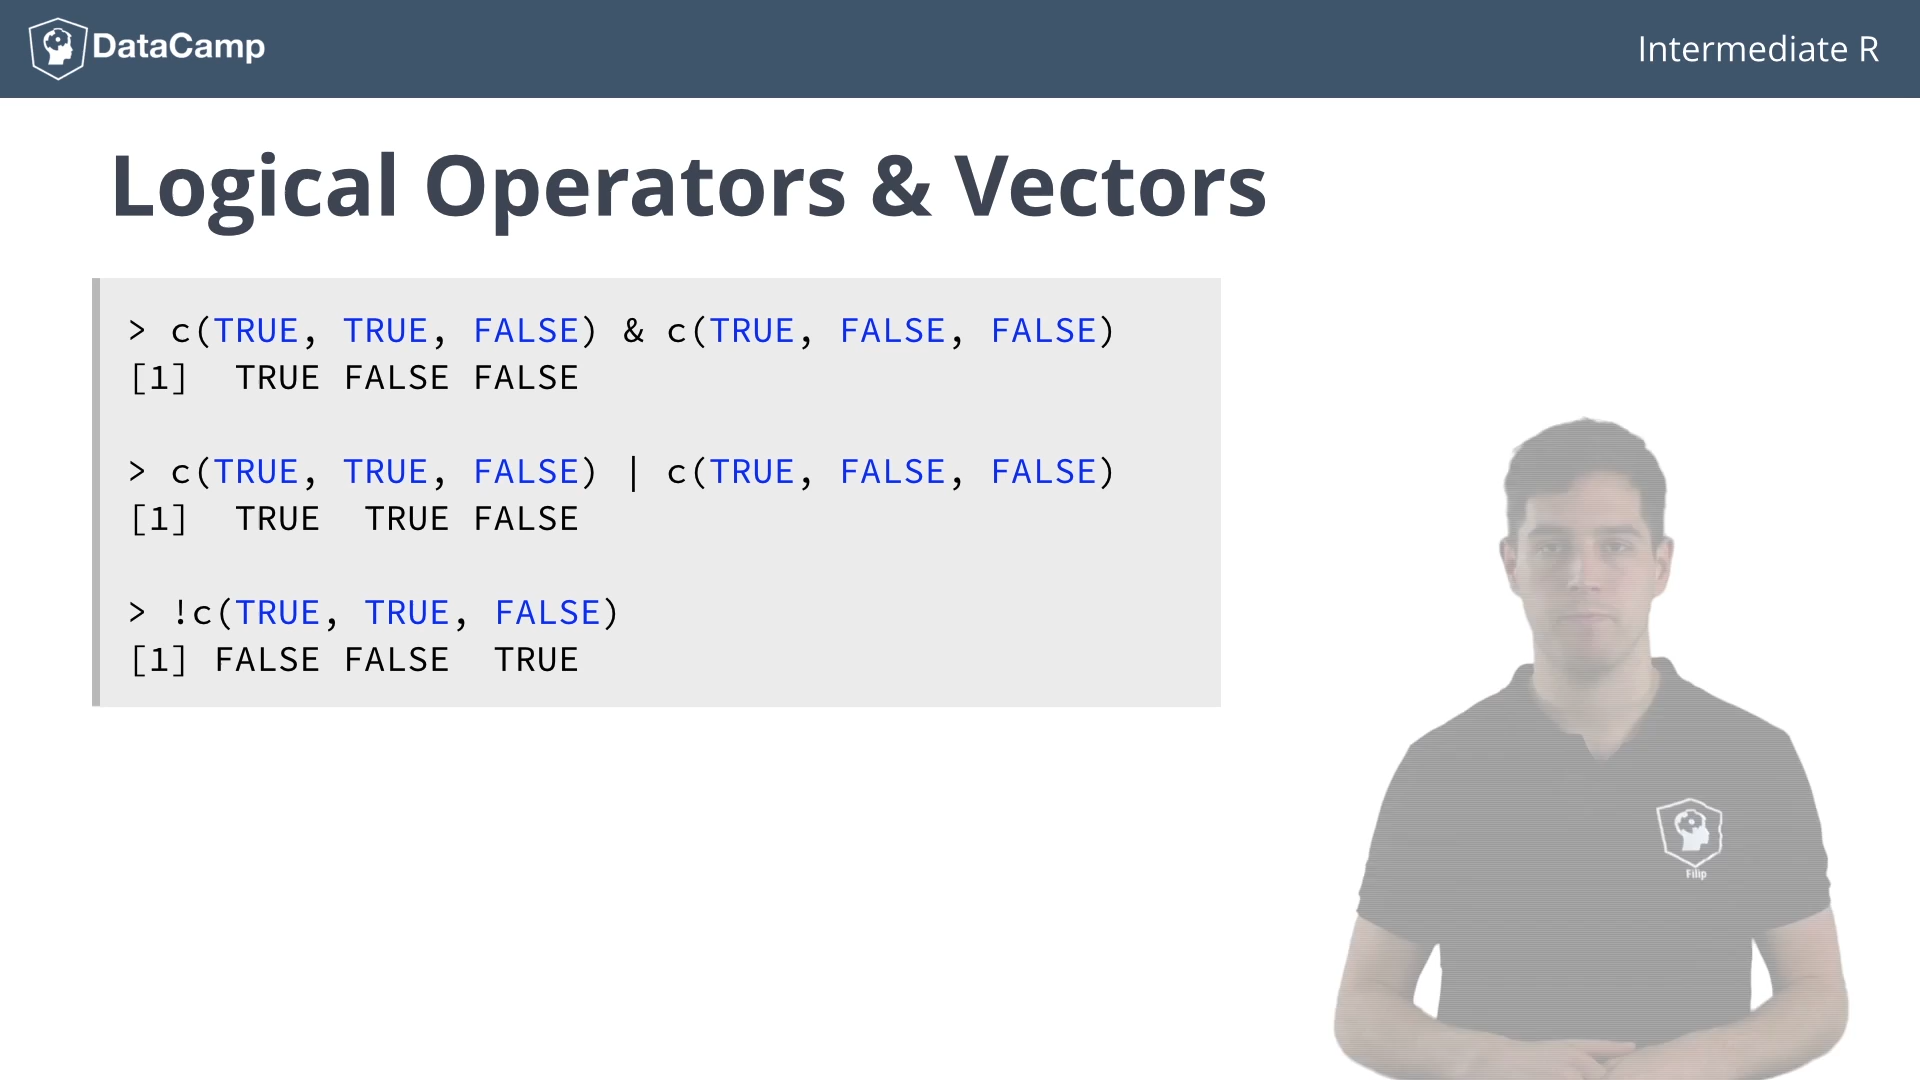 DataCamp
Intermediate R
Logical Operators & Vectors
> c(TRUE, TRUE, FALSE) & c(TRUE, FALSE, FALSE)
[1]  TRUE FALSE FALSE
> c(TRUE, TRUE, FALSE) | c(TRUE, FALSE, FALSE)
[1]  TRUE  TRUE FALSE
> !c(TRUE, TRUE, FALSE)
[1] FALSE FALSE  TRUE
Filip